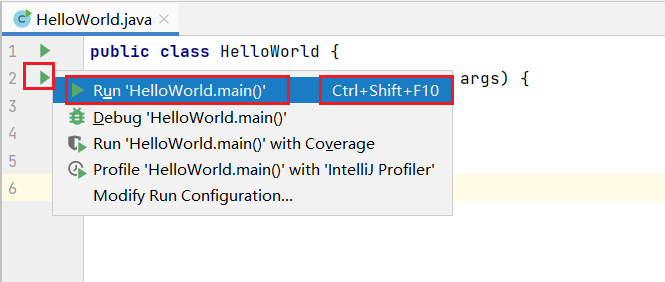 HelloWorld.java
1 public class HelloWorld {
2 args) {
Run 'HelloWorld.main()' Ctrl+Shift+F10
3
Debug 'HelloWorld.main()'
4
Run 'HelloWorld.main()' with Coverage
5
Profile 'HelloWorld.main()' with 'IntelliJ Profiler'
6
Modify Run Configuration...